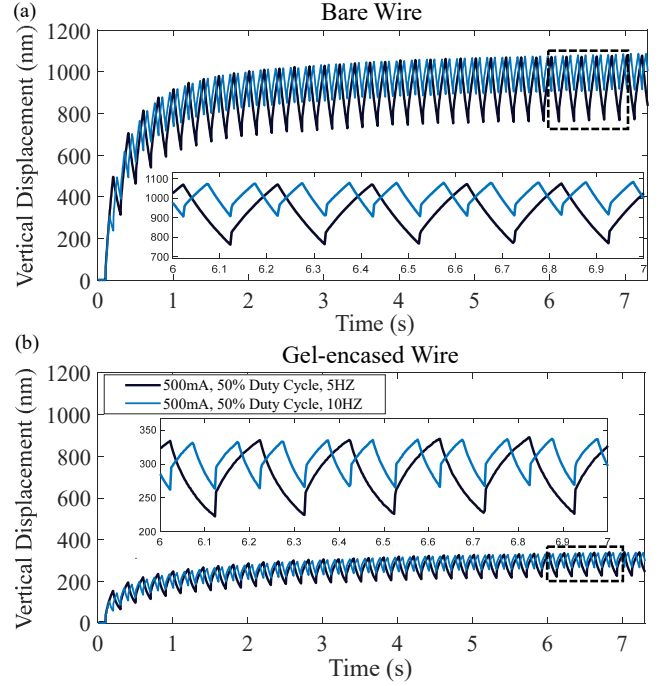 (a)
Bare Wire
Vertical Displacement (nm)
1200
1000
800
600
400
200
0
1100
1000
900
800
700
6 6.1 6.2 6.3 6.4 6.5 6.6 6.7 6.8 6.9 7
0 1 2 3 4 5 6 7
Time (s)
(b)
Gel-encased Wire
Vertical Displacement (nm)
1200
1000
800
600
400
200
0
500mA, 50% Duty Cycle, 5HZ
500mA, 50% Duty Cycle, 10HZ
350
300
250
200
6 6.1 6.2 6.3 6.4 6.5 6.6 6.7 6.8 6.9 7
0 1 2 3 4 5 6 7
Time (s)